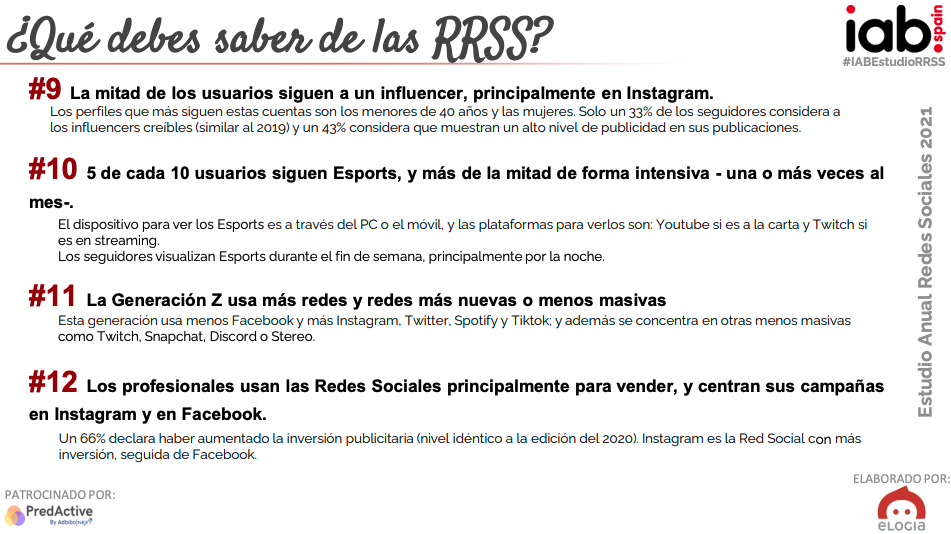 ¿Qué debes saber de las RRSS?
iab
spain
#IABEstudioRRSS
#9 La mitad de los usuarios siguen a un influencer, principalmente en Instagram.
Los perfiles que más siguen estas cuentas son los menores de 40 años y las mujeres. Solo un 33% de los seguidores considera a
los influencers creíbles (similar al 2019) y un 43% considera que muestran un alto nivel de publicidad en sus publicaciones.
#10 5 de cada 10 usuarios siguen Esports, y más de la mitad de forma intensiva - una o más veces al
mes-.
El dispositivo para ver los Esports es a través del PC o el móvil, y las plataformas para verlos son: Youtube si es a la carta y Twitch si
es en streaming.
Los seguidores visualizan Esports durante el fin de semana, principalmente por la noche.
#11 La Generación Z usa más redes y redes más nuevas o menos masivas
Esta generación usa menos Facebook y más Instagram, Twitter, Spotify y Tiktok; y además se concentra en otras menos masivas
como Twitch, Snapchat, Discord o Stereo.
#12 Los profesionales usan las Redes Sociales principalmente para vender, y centran sus campañas
en Instagram y en Facebook.
Un 66% declara haber aumentado la inversión publicitaria (nivel idéntico a la edición del 2020). Instagram es la Red Social con más
inversión, seguida de Facebook.
Estudio Anual Redes Sociales 2021
PATROCINADO POR:
PredActive
By Adbibo|NEXT
ELABORADO POR:
eLOGIA